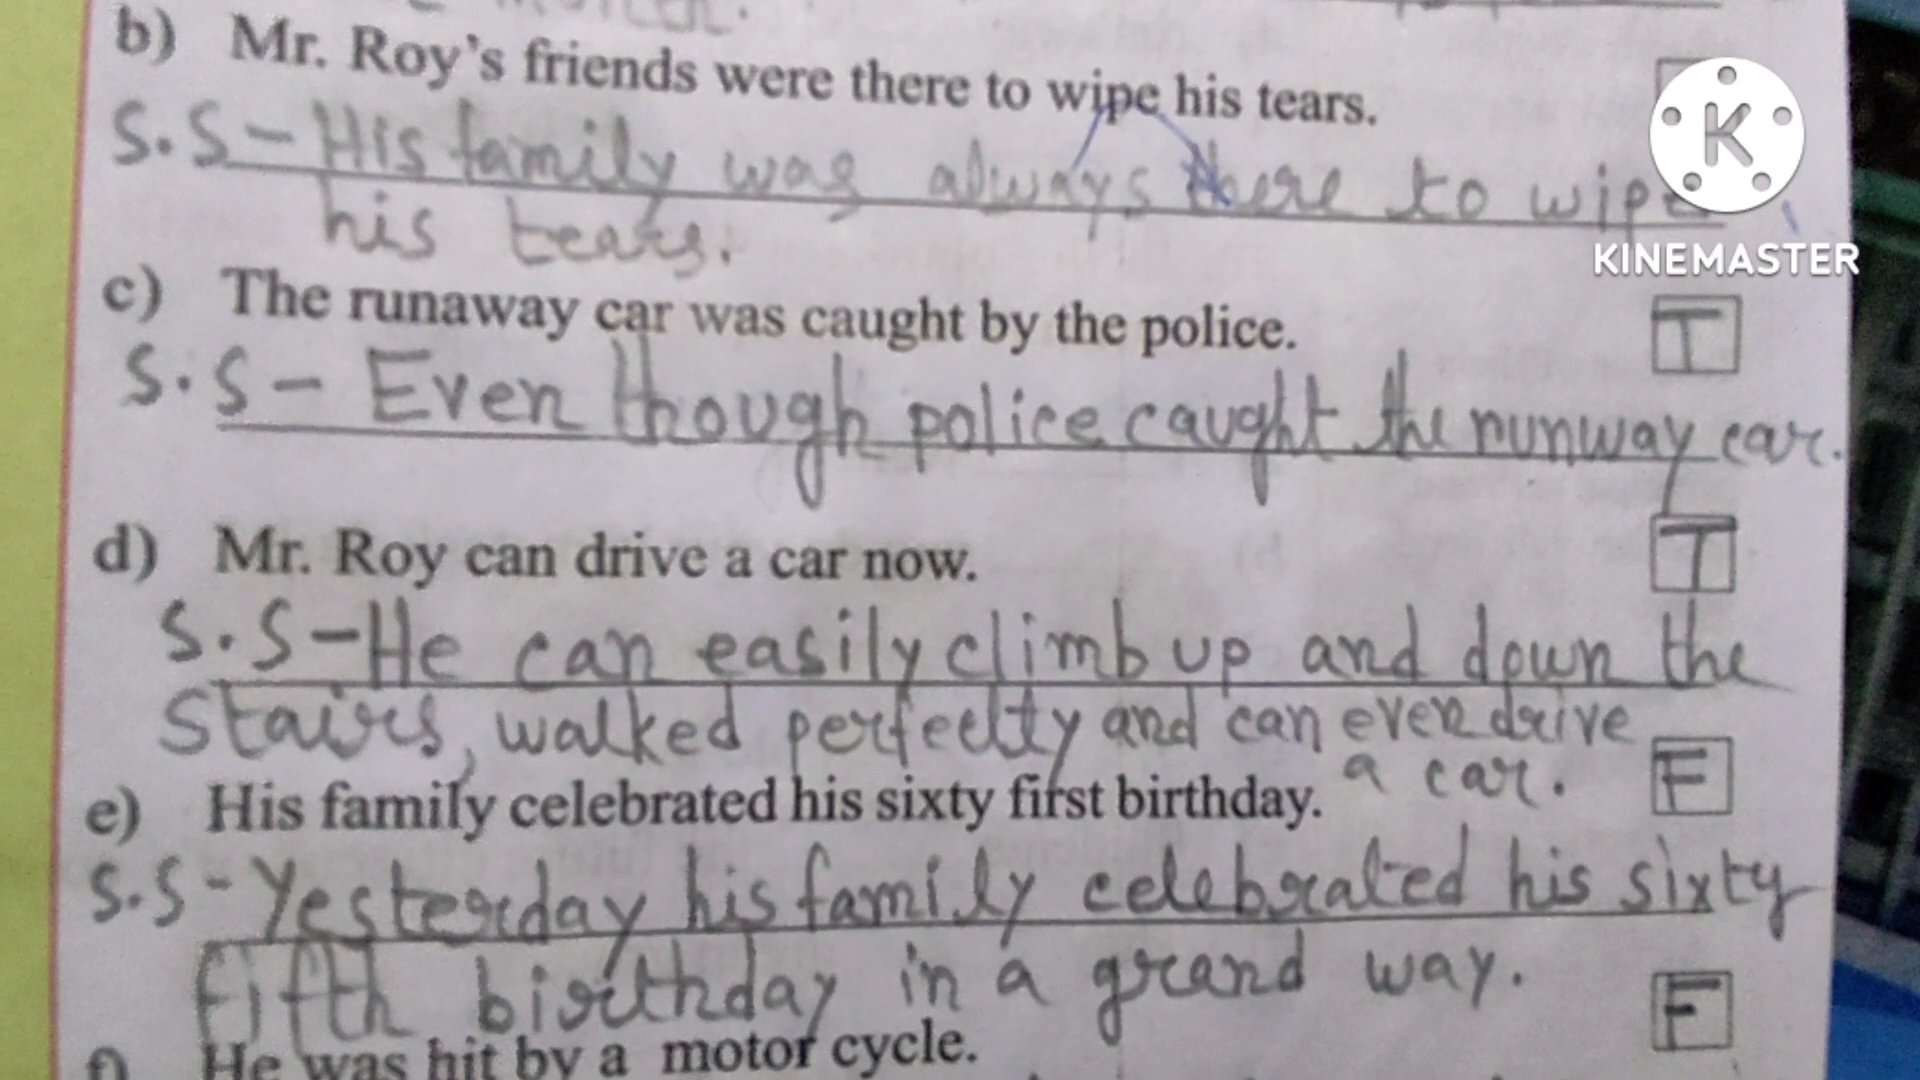 b) Mr. Roy's friends were there to wipe his tears.
S.S - His family was always there to wipe
his tears.
K
KINEMASTER
c) The runaway car was caught by the police. T
S.S - Even though police caught the runway car.
d) Mr. Roy can drive a car now. T
S.S - He can easily climb up and down the
stairs, walked perfectly and can even drive
a car.
e) His family celebrated his sixty first birthday. F
S.S - Yesterday his family celebrated his sixty
fifth birthday in a grand way.
f) He was hit by a motor cycle. F